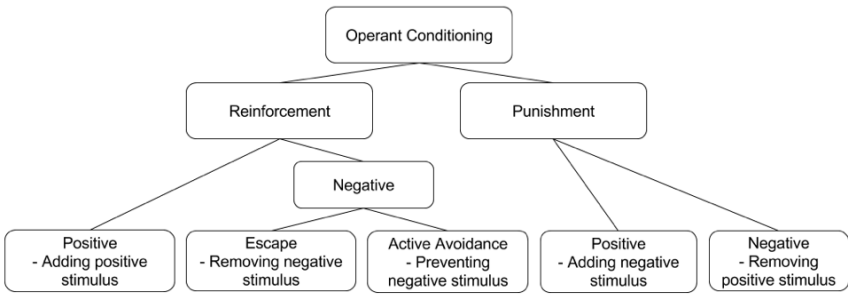 Operant Conditioning
Reinforcement
Punishment
Negative
Positive
- Adding positive
stimulus
Escape
- Removing negative
stimulus
Active Avoidance
- Preventing
negative stimulus
Positive
- Adding negative
stimulus
Negative
- Removing
positive stimulus